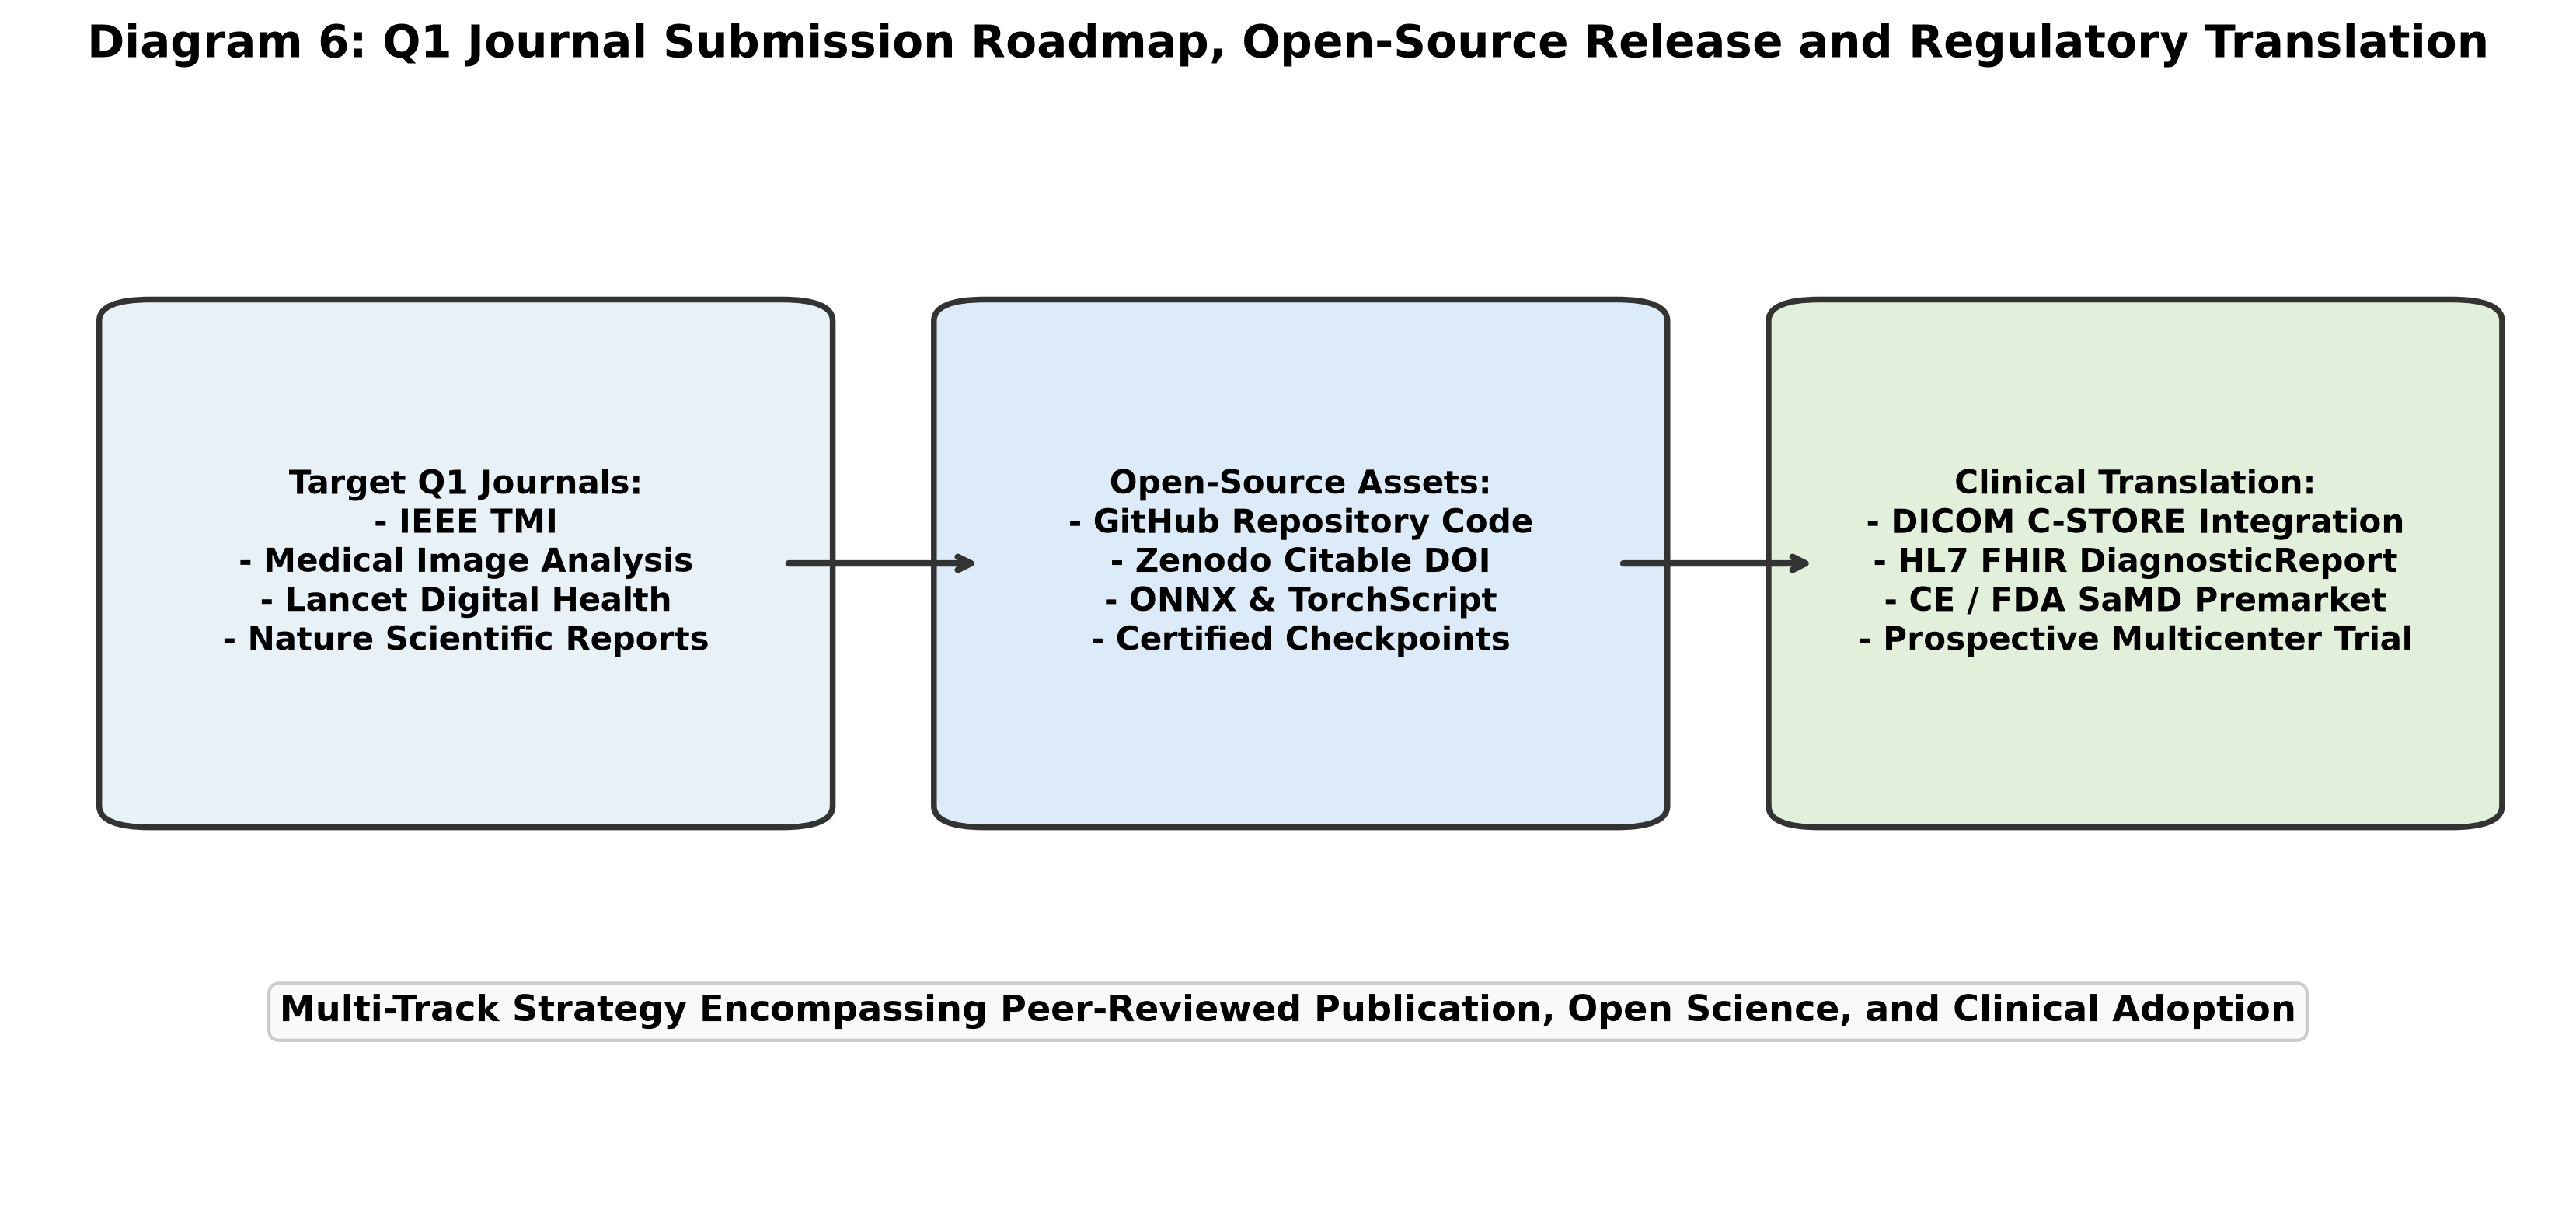 Diagram 6: Q1 Journal Submission Roadmap, Open-Source Release and Regulatory Translation
Target Q1 Journals:
- IEEE TMI
- Medical Image Analysis
- Lancet Digital Health
- Nature Scientific Reports
Open-Source Assets:
- GitHub Repository Code
- Zenodo Citable DOI
- ONNX & TorchScript
- Certified Checkpoints
Clinical Translation:
- DICOM C-STORE Integration
- HL7 FHIR DiagnosticReport
- CE / FDA SaMD Premarket
- Prospective Multicenter Trial
Multi-Track Strategy Encompassing Peer-Reviewed Publication, Open Science, and Clinical Adoption